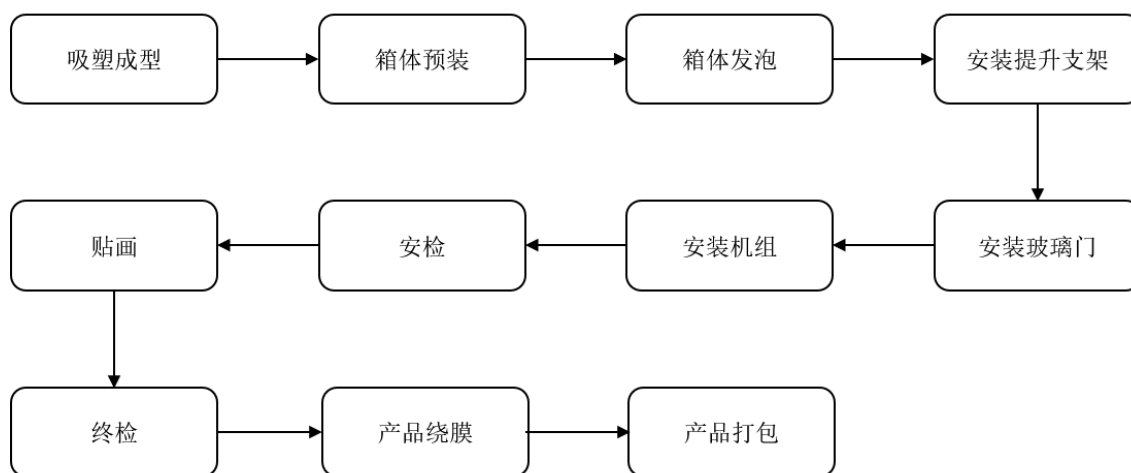 吸塑成型
箱体预装
箱体发泡
安装提升支架
安装玻璃门
安装机组
安检
贴画
终检
产品绕膜
产品打包